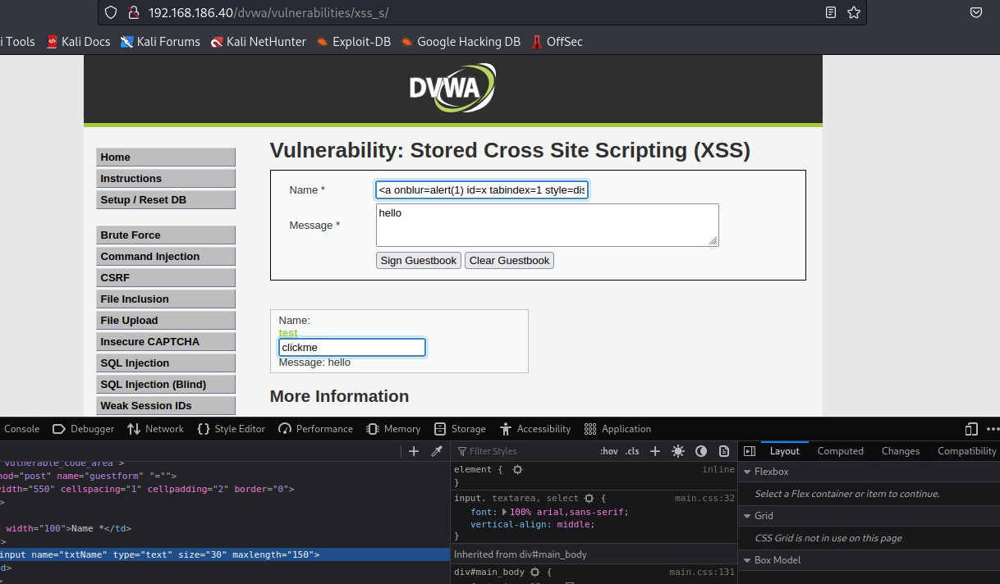 192.168.186.40/dvwa/vulnerabilities/xss_s/
i Tools Kali Docs Kali Forums Kali NetHunter Exploit-DB Google Hacking DB OffSec
DVWA
Home
Instructions
Setup / Reset DB
Brute Force
Command Injection
CSRF
File Inclusion
File Upload
Insecure CAPTCHA
SQL Injection
SQL Injection (Blind)
Weak Session IDs
Vulnerability: Stored Cross Site Scripting (XSS)
Name * <a onblur=alert(1) id=x tabindex=1 style=dis
Message * hello
Sign Guestbook Clear Guestbook
Name:
test
clickme
Message: hello
More Information
Console Debugger Network Style Editor Performance Memory Storage Accessibility Application
vulnerable_code_area">
nod="post" name="guestform" "="">
width="550" cellspacing="1" cellpadding="2" border="0">
>
width="100">Name *</td>
>
input name="txtName" type="text" size="30" maxlength="150">
d>
>
Filter Styles :hov .cls
element { inline
}
input, textarea, select { main.css:32
font: 100% arial,sans-serif;
vertical-align: middle;
}
Inherited from div#main_body
div#main_body { main.css:131
Layout Computed Changes Compatibility
Flexbox
Select a Flex container or item to continue.
Grid
CSS Grid is not in use on this page
Box Model